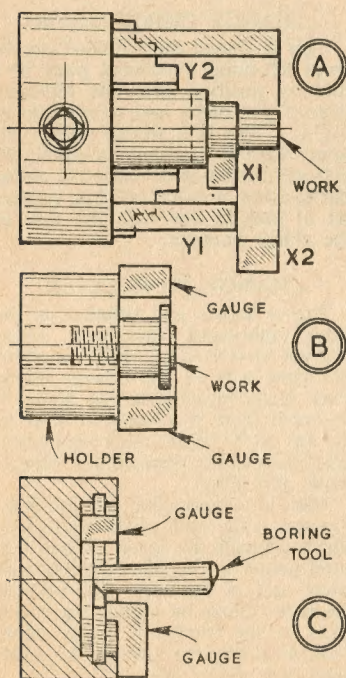 A
Y2
X1
WORK
Y1
X2
GAUGE
B
WORK
HOLDER
GAUGE
GAUGE
BORING
TOOL
C
GAUGE